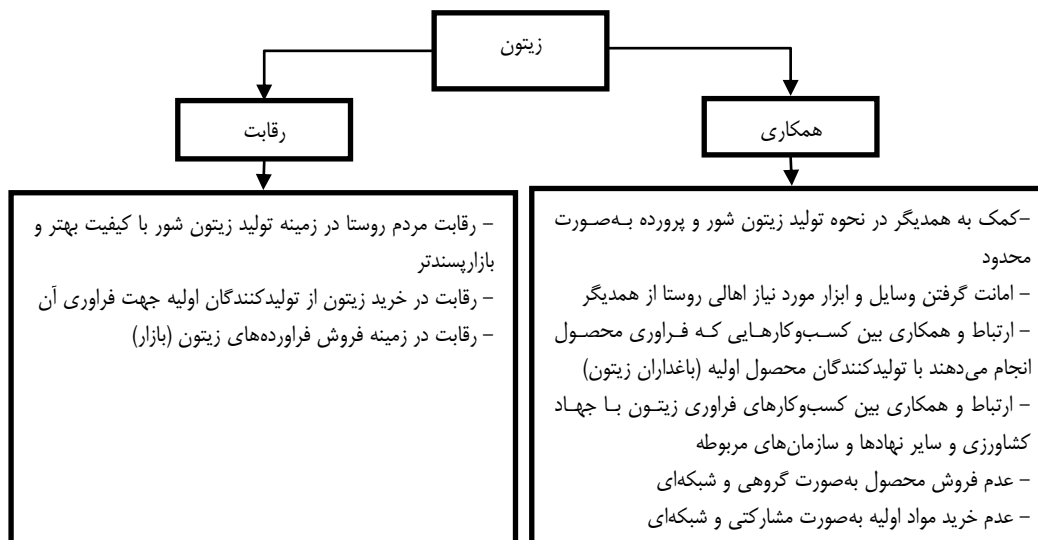 زیتون
همکاری
رقابت
-کمک به همدیگر در نحوه تولید زیتون شور و پرورده به‌صورت
محدود
- امانت گرفتن وسایل و ابزار مورد نیاز اهالی روستا از همدیگر
- ارتباط و همکاری بین کسب‌وکارهایی که فراوری محصول
انجام می‌دهند با تولیدکنندگان محصول اولیه (باغداران زیتون)
- ارتباط و همکاری بین کسب‌وکارهای فراوری زیتون با جهاد
کشاورزی و سایر نهادها و سازمان‌های مربوطه
- عدم فروش محصول به‌صورت گروهی و شبکه‌ای
- عدم خرید مواد اولیه به‌صورت مشارکتی و شبکه‌ای
- رقابت مردم روستا در زمینه تولید زیتون شور با کیفیت بهتر و
بازارپسندتر
- رقابت در خرید زیتون از تولیدکنندگان اولیه جهت فراوری آن
- رقابت در زمینه فروش فراورده‌های زیتون (بازار)